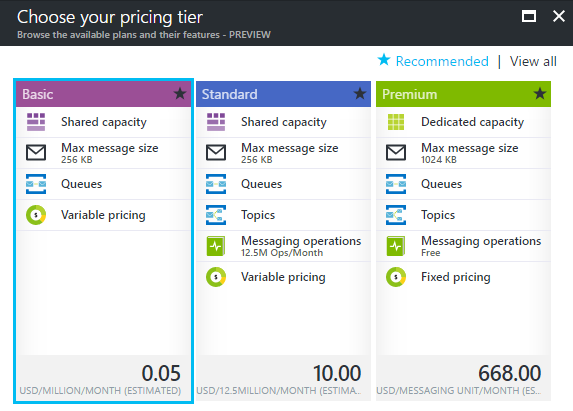 Choose your pricing tier
Browse the available plans and their features - PREVIEW
Recommended | View all
Basic
Shared capacity
Max message size
256 KB
Queues
Variable pricing
0.05
USD/MILLION/MONTH (ESTIMATED)
Standard
Shared capacity
Max message size
256 KB
Queues
Topics
Messaging operations
12.5M Ops/Month
Variable pricing
10.00
USD/12.5MILLION/MONTH (ESTIMA...
Premium
Dedicated capacity
Max message size
1024 KB
Queues
Topics
Messaging operations
Free
Fixed pricing
668.00
USD/MESSAGING UNIT/MONTH (ES...